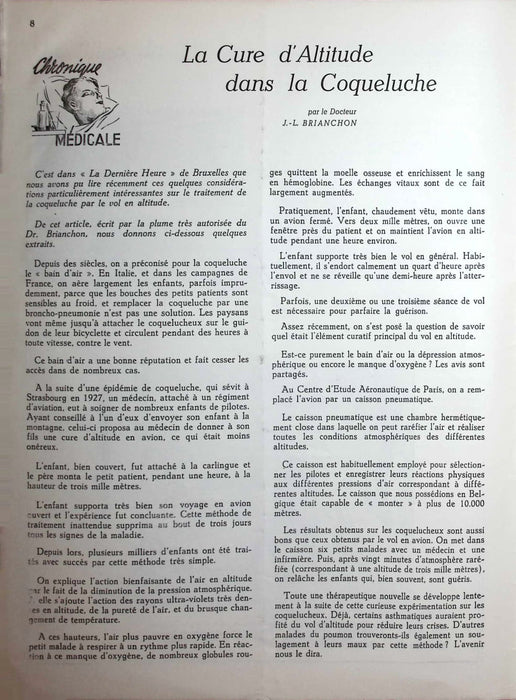 8
Chronique
MÉDICALE
La Cure d'Altitude
dans la Coqueluche
par le Docteur
J.-L. BRIANCHON
C'est dans « La Dernière Heure » de Bruxelles que
nous avons pu lire récemment ces quelques considéra-
tions particulièrement intéressantes sur le traitement de
la coqueluche par le vol en altitude.
De cet article, écrit par la plume très autorisée du
Dr. Brianchon, nous donnons ci-dessous quelques
extraits.
Depuis des siècles, on a préconisé pour la coqueluche
le « bain d'air ». En Italie, et dans les campagnes de
France, on aère largement les enfants, parfois impru-
demment, parce que les bouches des petits patients sont
sensibles au froid, et remplacer la coqueluche par une
broncho-pneumonie n'est pas une solution. Les paysans
vont même jusqu'à attacher le coquelucheux sur le gui-
don de leur bicyclette et circulent pendant des heures à
toute vitesse, contre le vent.
Ce bain d'air a une bonne réputation et fait cesser les
accès dans de nombreux cas.
A la suite d'une épidémie de coqueluche, qui sévit à
Strasbourg en 1927, un médecin, attaché à un régiment
d'aviation, eut à soigner de nombreux enfants de pilotes.
Ayant conseillé à l'un d'eux d'envoyer son enfant à la
montagne, celui-ci proposa au médecin de donner à son
fils une cure d'altitude en avion, ce qui était moins
onéreux.
L'enfant, bien couvert, fut attaché à la carlingue et
le père monta le petit patient, pendant une heure, à la
hauteur de trois mille mètres.
L'enfant supporta très bien son voyage en avion
ouvert et l'expérience fut concluante. Cette méthode de
traitement inattendue supprima au bout de trois jours
tous les signes de la maladie.
Depuis lors, plusieurs milliers d'enfants ont été trai-
tés avec succès par cette méthode très simple.
On explique l'action bienfaisante de l'air en altitude
par le fait de la diminution de la pression atmosphérique.
elle s'ajoute l'action des rayons ultra-violets très den-
ses en altitude, de la pureté de l'air, et du brusque chan-
gement de température.
A ces hauteurs, l'air plus pauvre en oxygène force le
petit malade à respirer à un rythme plus rapide. En réac-
tion à ce manque d'oxygène, de nombreux globules rou-
ges quittent la moelle osseuse et enrichissent le sang
en hémoglobine. Les échanges vitaux sont de ce fait
largement augmentés.
Pratiquement, l'enfant, chaudement vêtu, monte dans
un avion fermé. Vers deux mille mètres, on ouvre une
fenêtre près du patient et on maintient l'avion en alti-
tude pendant une heure environ.
L'enfant supporte très bien le vol en général. Habi-
tuellement, il s'endort calmement un quart d'heure après
l'envol et ne se réveille qu'une demi-heure après l'atter-
rissage.
Parfois, une deuxième ou une troisième séance de vol
est nécessaire pour parfaire la guérison.
Assez récemment, on s'est posé la question de savoir
quel était l'élément curatif principal du vol en altitude.
Est-ce purement le bain d'air ou la dépression atmos-
phérique ou encore le manque d'oxygène ? Les avis sont
partagés.
Au Centre d'Etude Aéronautique de Paris, on a rem-
placé l'avion par un caisson pneumatique.
Le caisson pneumatique est une chambre hermétique-
ment close dans laquelle on peut raréfier l'air et réaliser
toutes les conditions atmosphériques des différentes
altitudes.
Ce caisson est habituellement employé pour sélection-
ner les pilotes et enregistrer leurs réactions physiques
aux différentes pressions d'air correspondant à diffé-
rentes altitudes. Le caisson que nous possédions en Bel-
gique était capable de « monter » à plus de 10.000
mètres.
Les résultats obtenus sur les coquelucheux sont aussi
bons que ceux obtenus par le vol en avion. On met dans
le caisson six petits malades avec un médecin et une
infirmière. Puis, après vingt minutes d'atmosphère raré-
fiée (correspondant à une altitude de trois mille mètres),
on relâche les enfants qui, bien souvent, sont guéris.
Toute une thérapeutique nouvelle se développe lente-
ment à la suite de cette curieuse expérimentation sur les
coquelucheux. Déjà, certains asthmatiques auraient pro-
fité du vol d'altitude pour réduire leurs crises. D'autres
malades du poumon trouveront-ils également un sou-
lagement à leurs maux par cette méthode ? L'avenir
nous le dira.